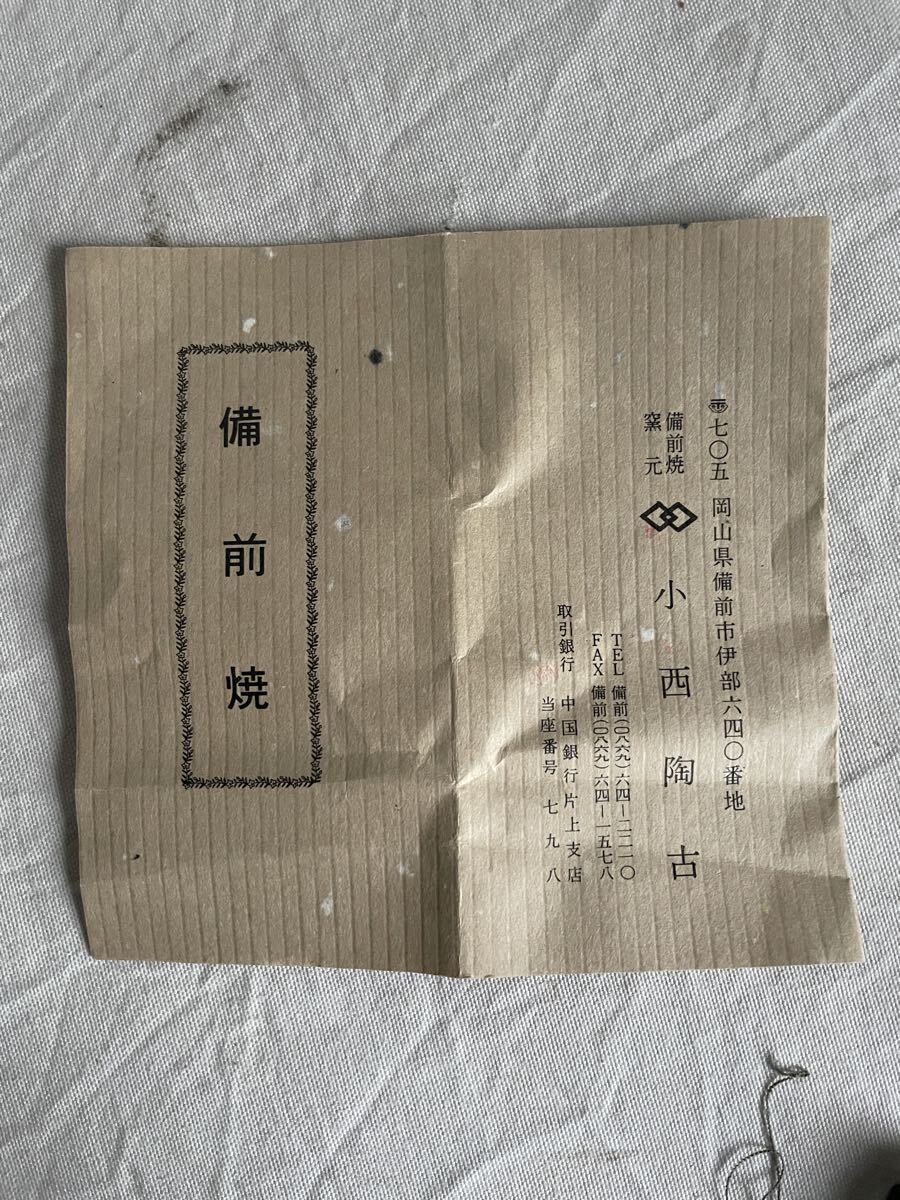 〠七〇五 岡山県備前市伊部六四〇番地
備前焼
窯元
小西陶古
TEL 備前(〇八六九)六四ー二二一〇
FAX 備前(〇八六九)六四ー一五七八
取引銀行 中国銀行片上支店
当座番号 七九八
備前焼